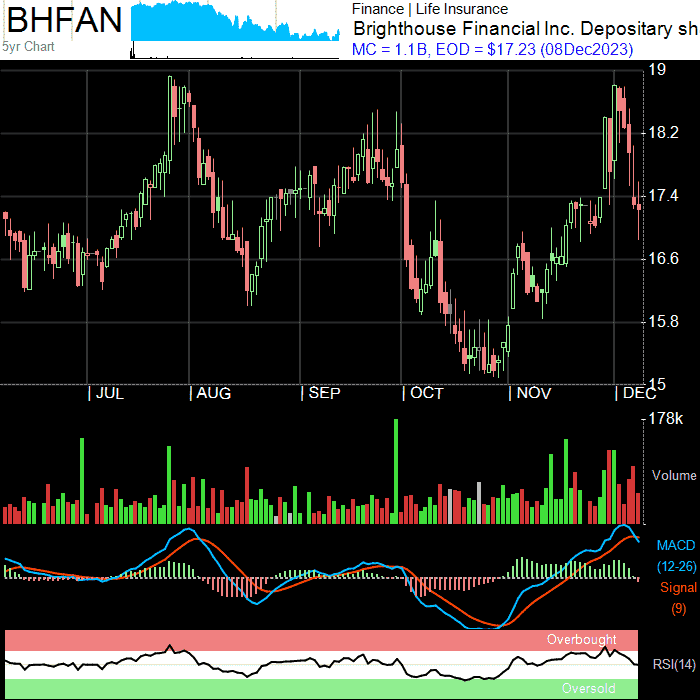 BHFAN
5yr Chart
Finance | Life Insurance
Brighthouse Financial Inc. Depositary sh
MC = 1.1B, EOD = $17.23 (08Dec2023)
19
18.2
17.4
16.6
15.8
15
| JUL | AUG | SEP | OCT | NOV | DEC
178k
Volume
MACD
(12-26)
Signal
(9)
Overbought
RSI(14)
Oversold